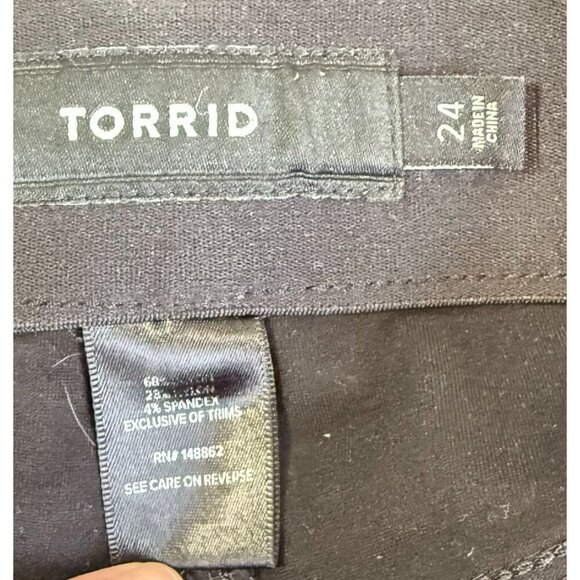 TORRID
24
MADE IN
CHINA
4% SPANDEX
EXCLUSIVE OF TRIMS
RN# 148862
SEE CARE ON REVERSE